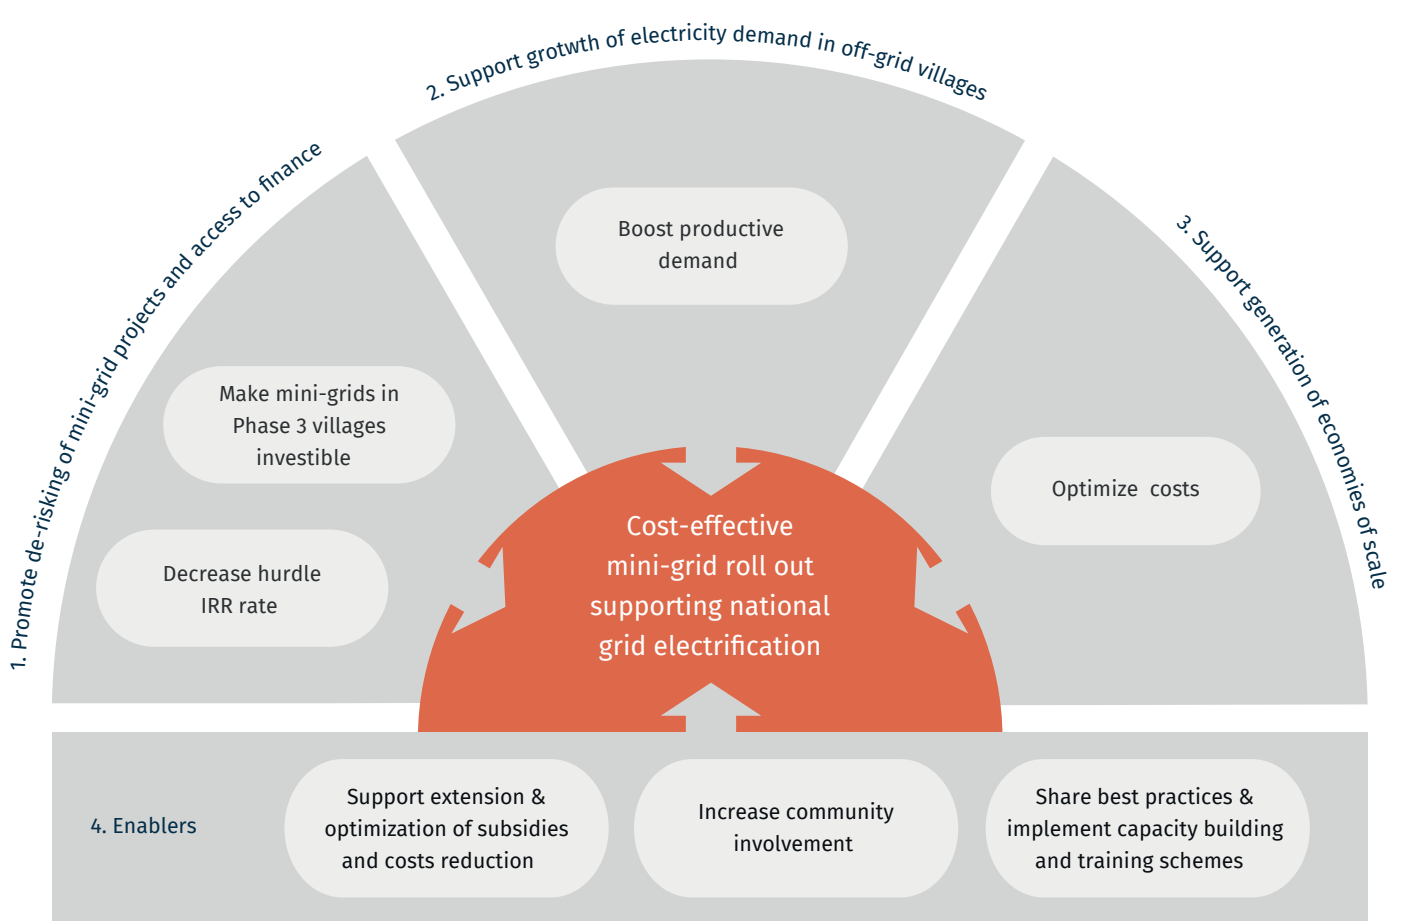 2. Support grotwth of electricity demand in off-grid villages
1. Promote de-risking of mini-grid projects and access to finance
3. Support generation of economies of scale
Boost productive
demand
Make mini-grids in
Phase 3 villages
investible
Optimize costs
Decrease hurdle
IRR rate
Cost-effective
mini-grid roll out
supporting national
grid electrification
4. Enablers
Support extension &
optimization of subsidies
and costs reduction
Increase community
involvement
Share best practices &
implement capacity building
and training schemes